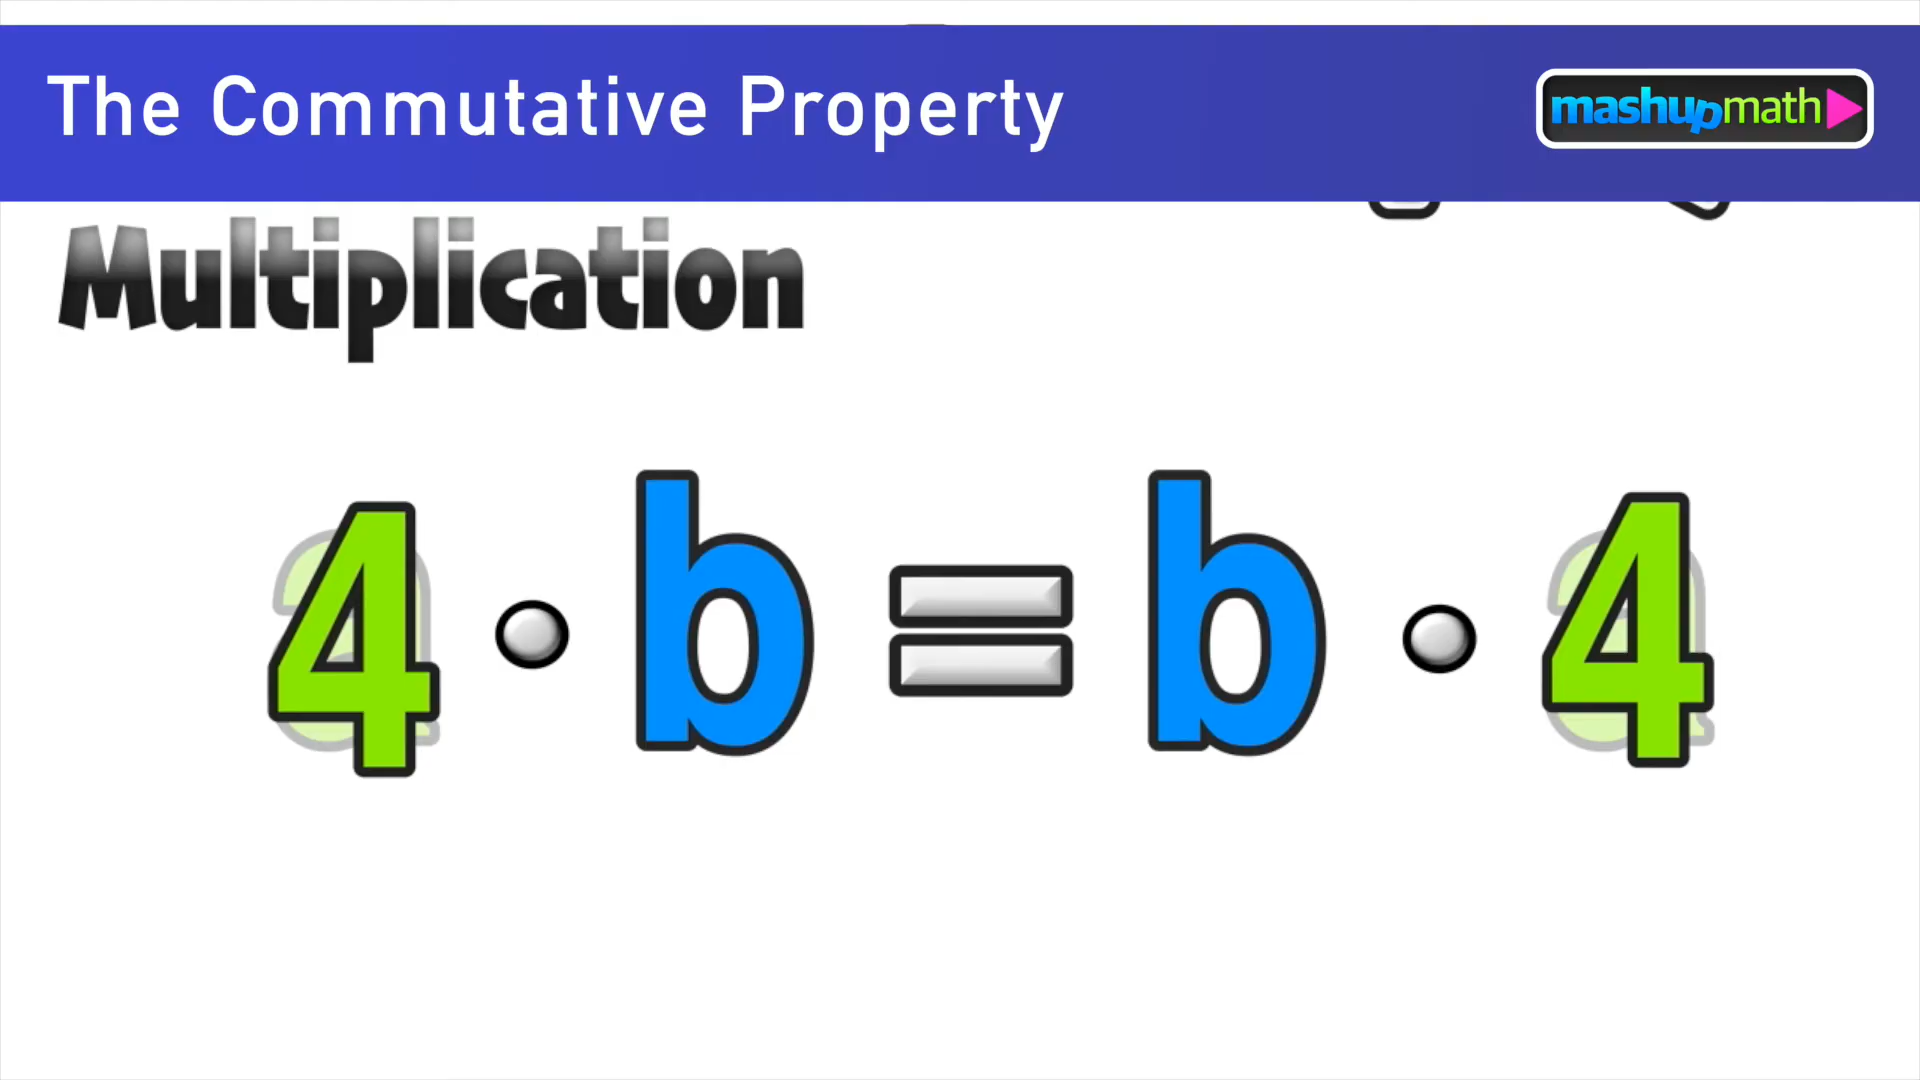 The Commutative Property
mashupmath
Multiplication
4 · b = b · 4